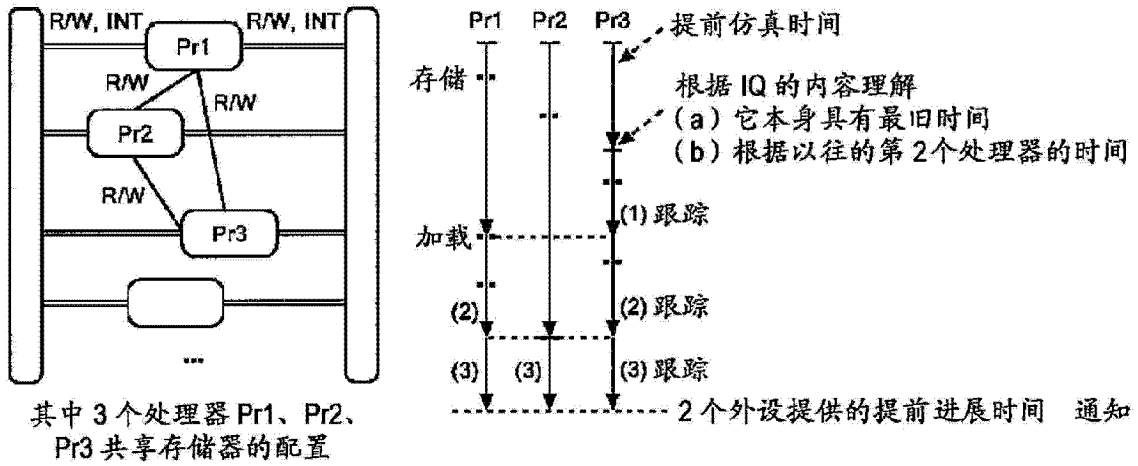 R/W, INT
R/W, INT
Pr1
R/W
R/W
Pr2
R/W
Pr3
...
其中 3 个处理器 Pr1、Pr2、
Pr3 共享存储器的配置
Pr1 Pr2 Pr3
提前仿真时间
存储
根据 IQ 的内容理解
(a) 它本身具有最旧时间
(b) 根据以往的第 2个处理器的时间
(1) 跟踪
加载
(2)
(2) 跟踪
(3)
(3)
(3) 跟踪
2 个外设提供的提前进展时间 通知